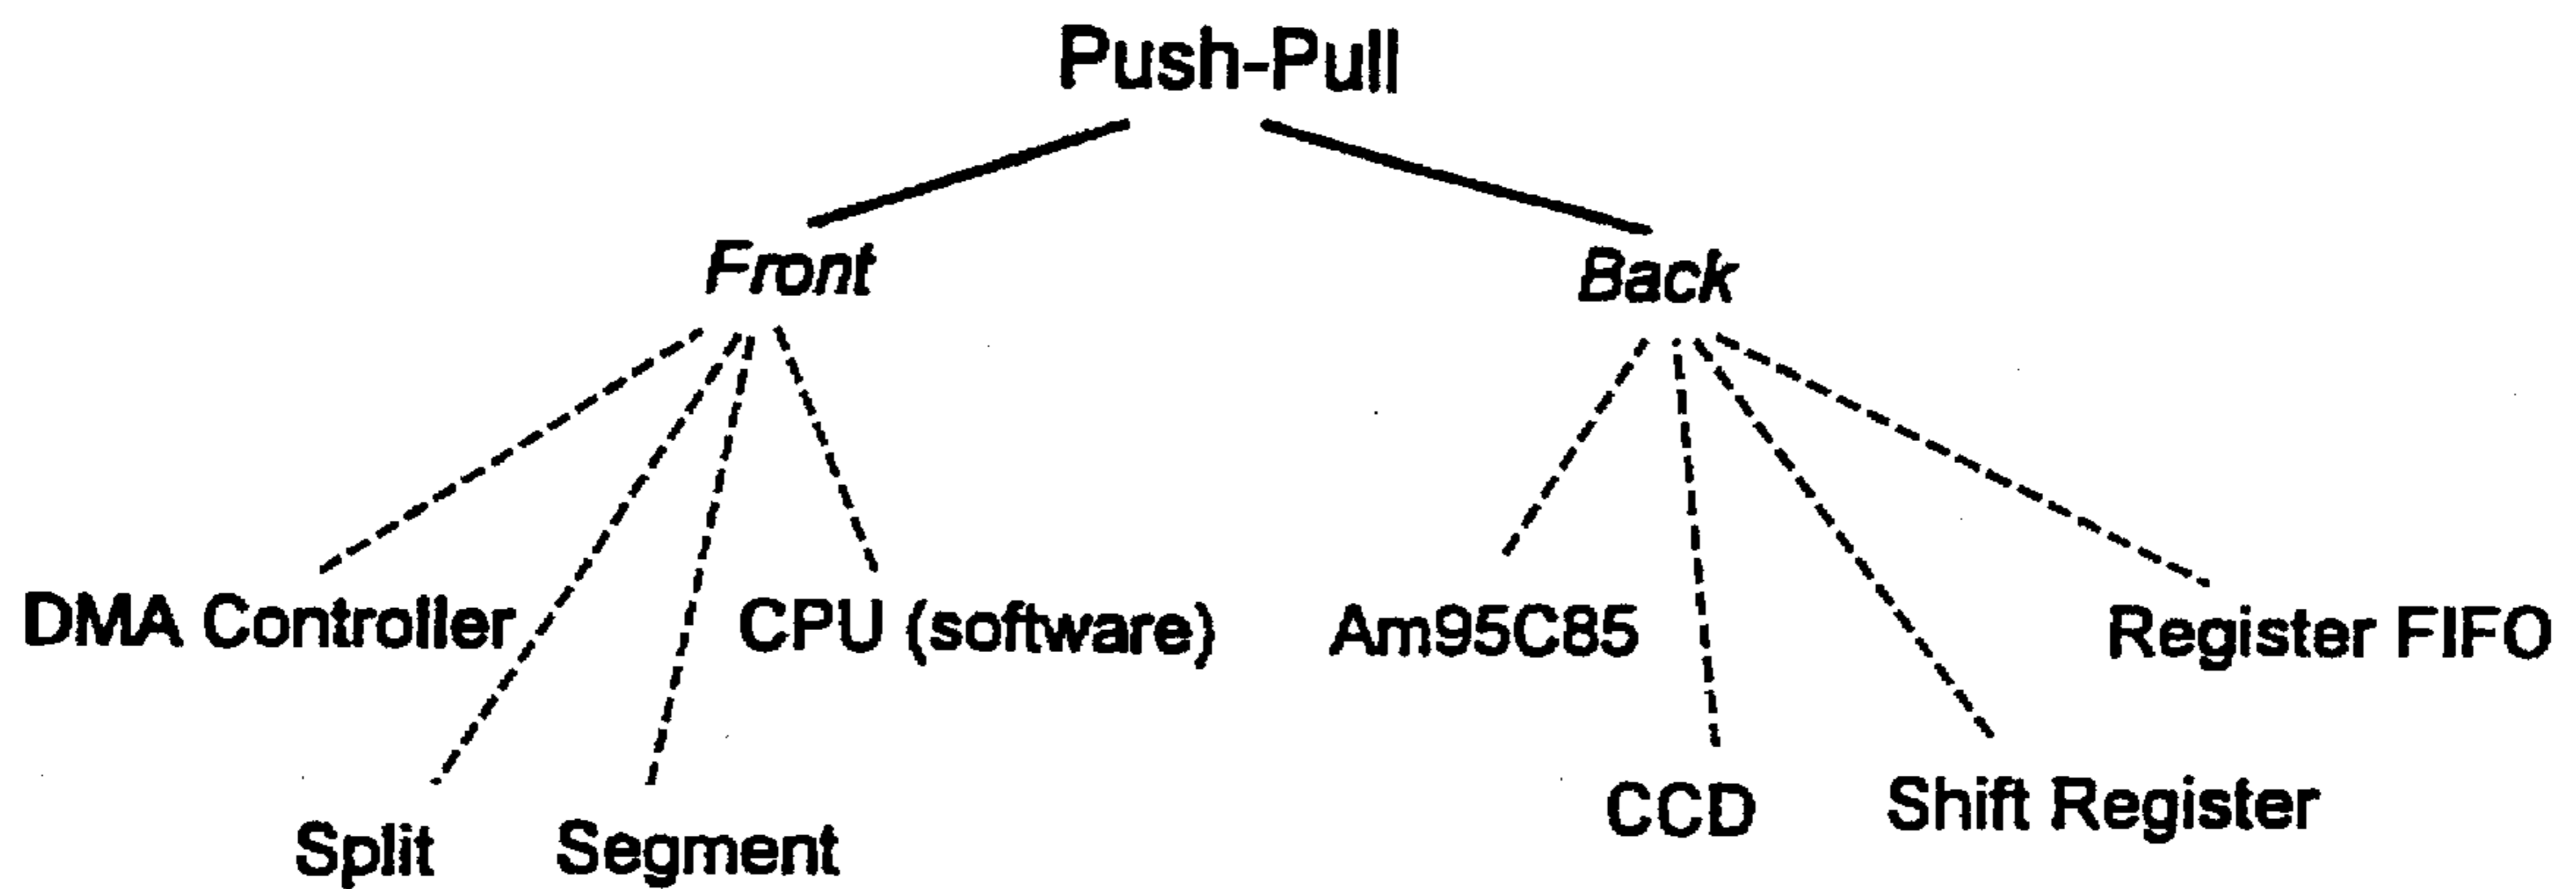 Push-Pull
Front
Back
DMA Controller
CPU (software)
Am95C85
Register FIFO
Split
Segment
CCD
Shift Register